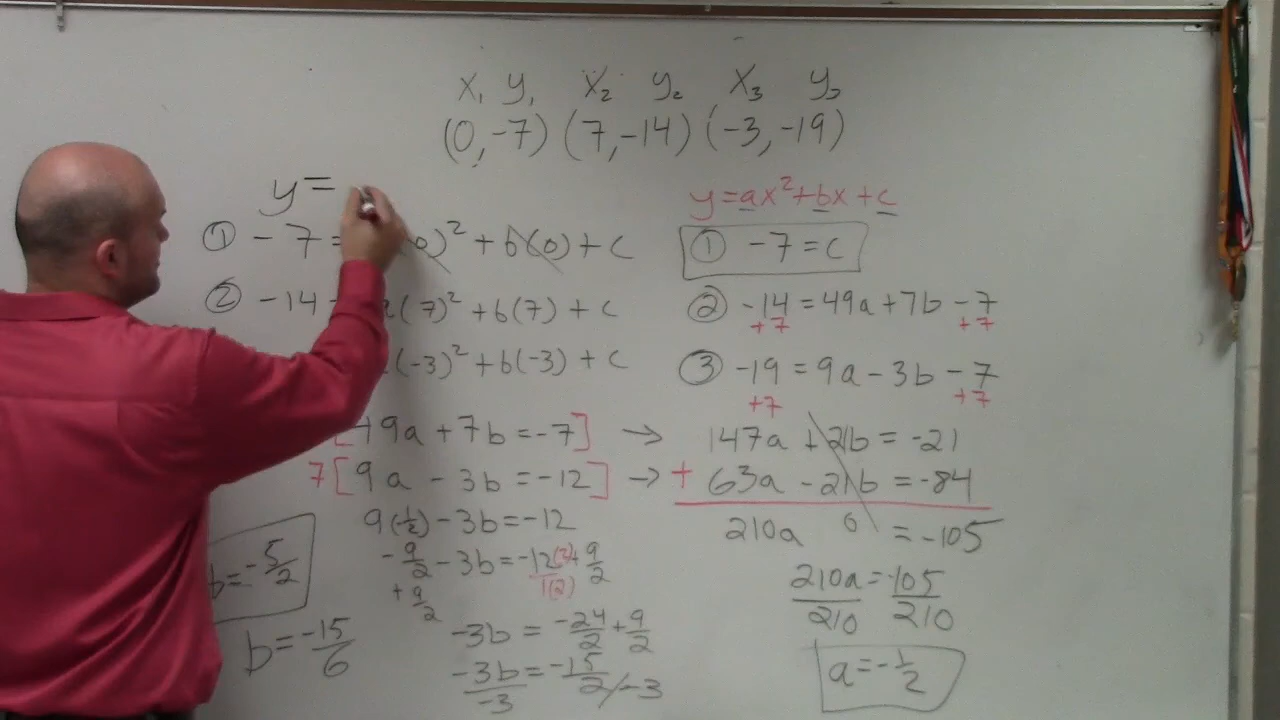 x₁ y₁ x₂ y₂ x₃ y₃
(0,-7) (7,-14) (-3,-19)
y=
① -7 = (0)² + b(0) + c
② -14 = a(7)² + b(7) + c
(-3)² + b(-3) + c
[49a + 7b = -7] →
7[9a - 3b = -12] →
9(½) - 3b = -12
-9/2 - 3b = -12(2)/1(2) + 9/2
+9/2
-3b = -24/2 + 9/2
-3b/-3 = -15/2/-3
b = -5/2
b = -15/6
y=ax²+bx+c
① -7 = c
② -14 = 49a + 7b - 7
+7 +7
③ -19 = 9a - 3b - 7
+7 +7
147a + 21b = -21
+ 63a - 21b = -84
210a 0 = -105
210a/210 = -105/210
a = -½